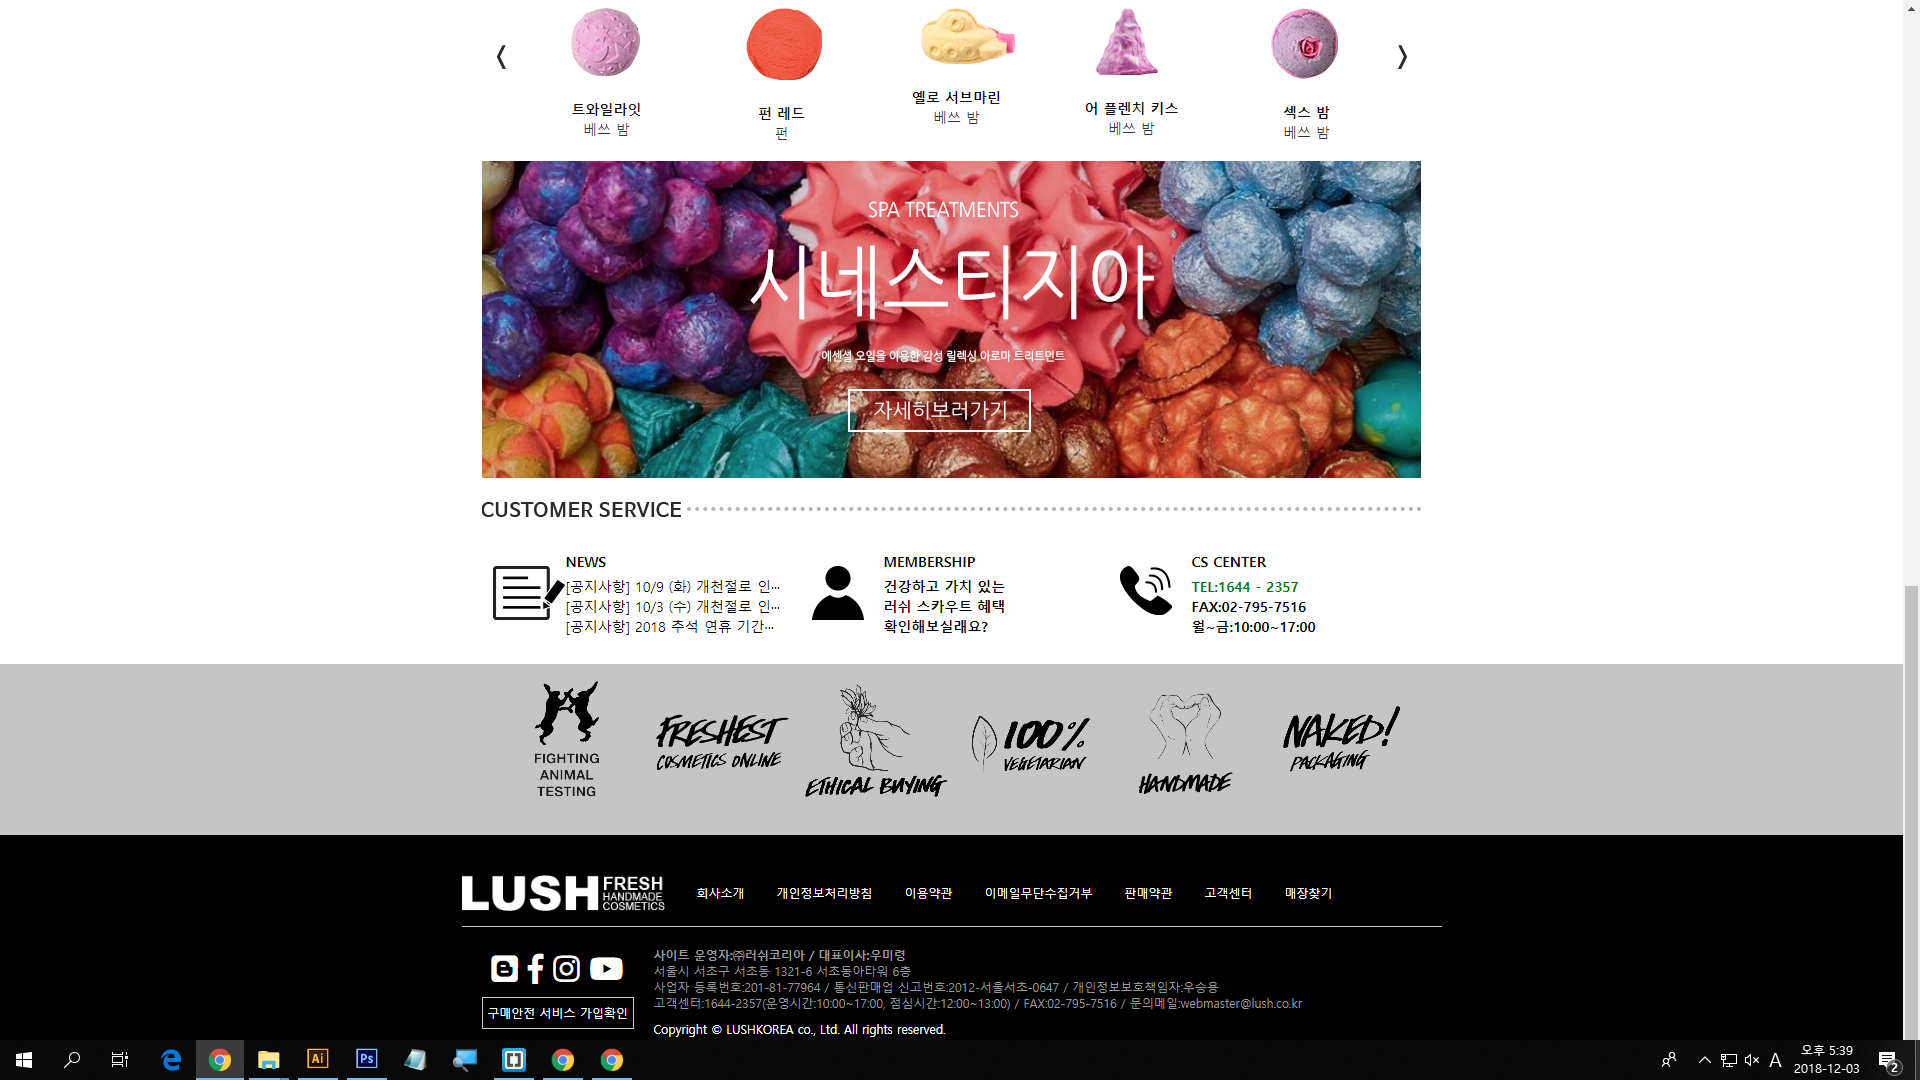 트와일라잇
베쓰 밤
펀 레드
펀
옐로 서브마린
베쓰 밤
어 플렌치 키스
베쓰 밤
섹스 밤
베쓰 밤
SPA TREATMENTS
시네스티지아
에센셜 오일을 이용한 감성 릴렉싱 아로마 트리트먼트
자세히보러가기
CUSTOMER SERVICE
NEWS
[공지사항] 10/9 (화) 개천절로 인···
[공지사항] 10/3 (수) 개천절로 인···
[공지사항] 2018 추석 연휴 기간···
MEMBERSHIP
건강하고 가치 있는
러쉬 스카우트 혜택
확인해보실래요?
CS CENTER
TEL:1644 - 2357
FAX:02-795-7516
월~금:10:00~17:00
FIGHTING
ANIMAL
TESTING
FRESHEST
COSMETICS ONLINE
ETHICAL BUYING
100%
VEGETARIAN
HANDMADE
NAKED!
PACKAGING
LUSH FRESH
HANDMADE
COSMETICS
회사소개 개인정보처리방침 이용약관 이메일무단수집거부 판매약관 고객센터 매장찾기
사이트 운영자:㈜러쉬코리아 / 대표이사:우미령
서울시 서초구 서초동 1321-6 서초동아타워 6층
사업자 등록번호:201-81-77964 / 통신판매업 신고번호:2012-서울서초-0647 / 개인정보보호책임자:우승용
고객센터:1644-2357(운영시간:10:00~17:00, 점심시간:12:00~13:00) / FAX:02-795-7516 / 문의메일:webmaster@lush.co.kr
구매안전 서비스 가입확인
Copyright © LUSHKOREA co., Ltd. All rights reserved.
Ai
Ps
A
오후 5:39
2018-12-03
2